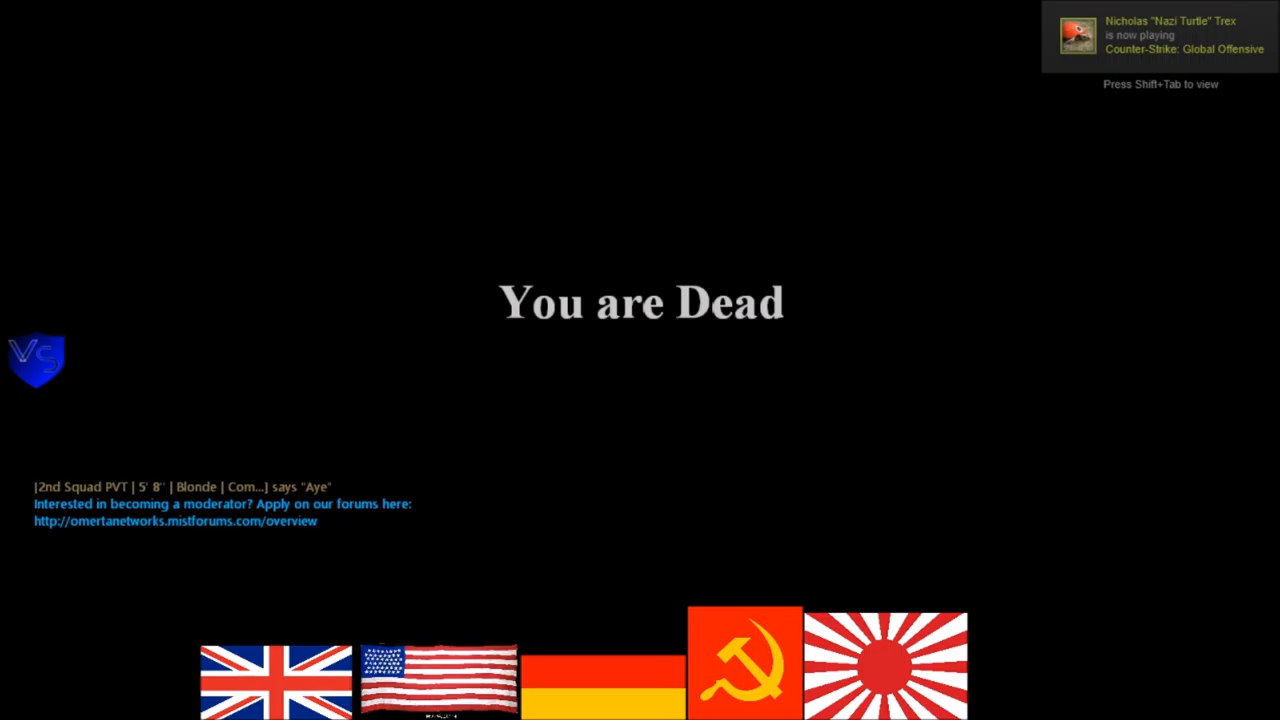 Nicholas "Nazi Turtle" Trex
is now playing
Counter-Strike: Global Offensive
Press Shift+Tab to view
You are Dead
VS
[2nd Squad PVT | 5' 8'' | Blonde | Com...] says "Aye"
Interested in becoming a moderator? Apply on our forums here:
http://omertanetworks.mistforums.com/overview